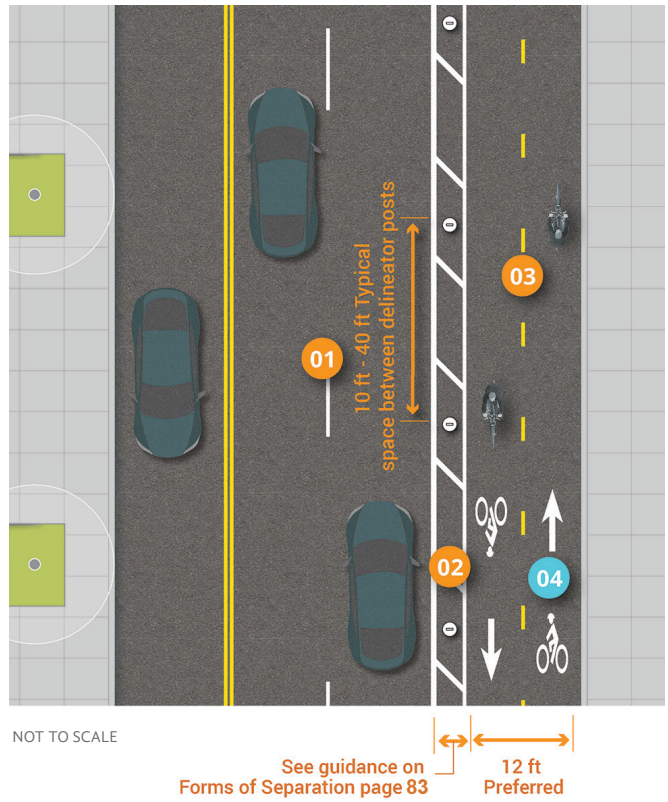 10 ft - 40 ft Typical
space between delineator posts
03
01
02
04
NOT TO SCALE
See guidance on
Forms of Separation page 83
12 ft
Preferred